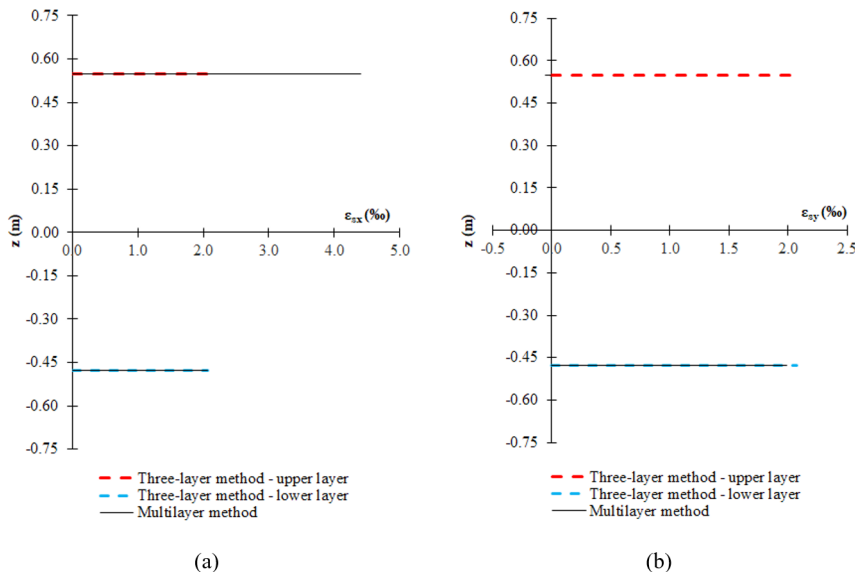 0.75
0.60
0.45
0.30
0.15
0.00
-0.15
-0.30
-0.45
-0.60
-0.75
z (m)
εsx (‰)
0.0 1.0 2.0 3.0 4.0 5.0
Three-layer method - upper layer
Three-layer method - lower layer
Multilayer method
(a)
0.75
0.60
0.45
0.30
0.15
0.00
-0.15
-0.30
-0.45
-0.60
-0.75
z (m)
εsy (‰)
-0.5 0.0 0.5 1.0 1.5 2.0 2.5
Three-layer method - upper layer
Three-layer method - lower layer
Multilayer method
(b)